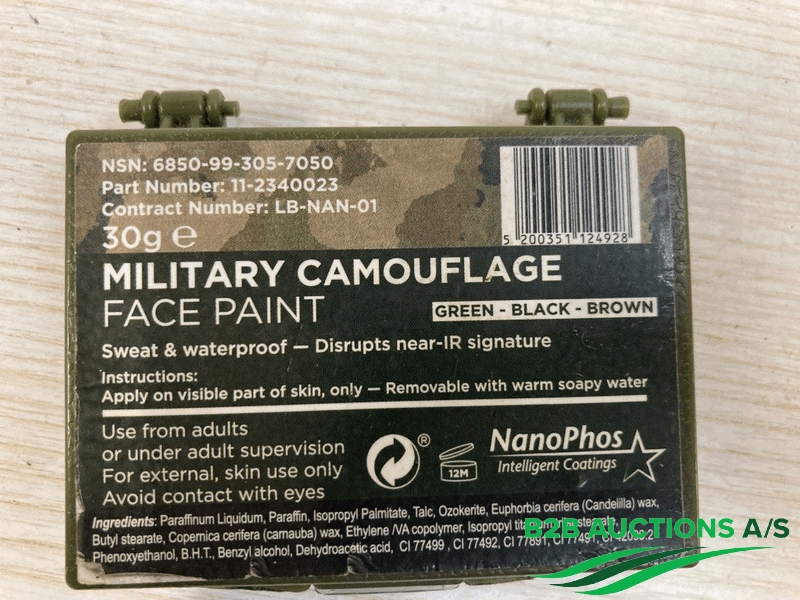 NSN: 6850-99-305-7050
Part Number: 11-2340023
Contract Number: LB-NAN-01
30g ℮
5 200351 124928
MILITARY CAMOUFLAGE
FACE PAINT
GREEN - BLACK - BROWN
Sweat & waterproof — Disrupts near-IR signature
Instructions:
Apply on visible part of skin, only — Removable with warm soapy water
Use from adults
or under adult supervision
For external, skin use only
Avoid contact with eyes
®
12M
NanoPhos
Intelligent Coatings
Ingredients: Paraffinum Liquidum, Paraffin, Isopropyl Palmitate, Talc, Ozokerite, Euphorbia cerifera (Candelilla) wax,
Butyl stearate, Copernica cerifera (carnauba) wax, Ethylene /VA copolymer, Isopropyl
Phenoxyethanol, B.H.T., Benzyl alcohol, Dehydroacetic acid, CI 77499 , CI 77492, CI 77891,
B2B AUCTIONS A/S